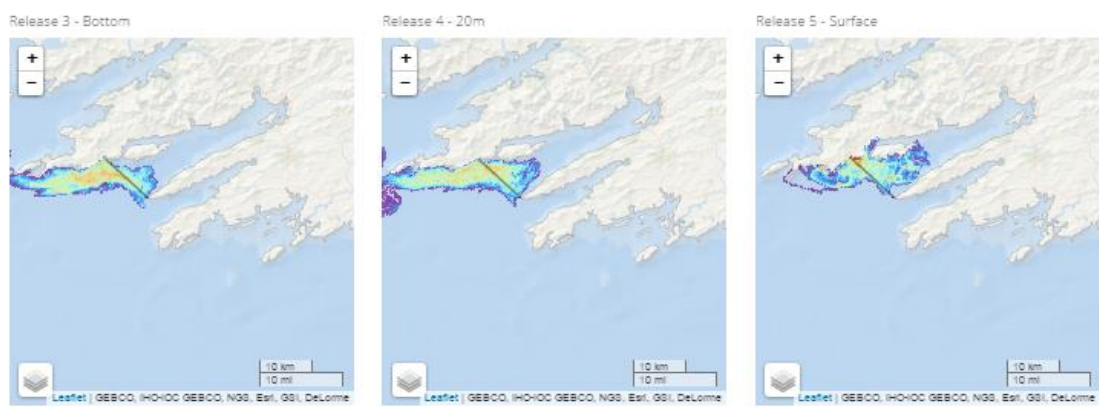 Release 3 - Bottom
Release 4 - 20m
Release 5 - Surface
+
−
+
−
+
−
10 km
10 mi
10 km
10 mi
10 km
10 mi
Leaflet | GEBCO, IHO-IOC GEBCO, NGS, Esri, GSI, DeLorme
Leaflet | GEBCO, IHO-IOC GEBCO, NGS, Esri, GSI, DeLorme
Leaflet | GEBCO, IHO-IOC GEBCO, NGS, Esri, GSI, DeLorme